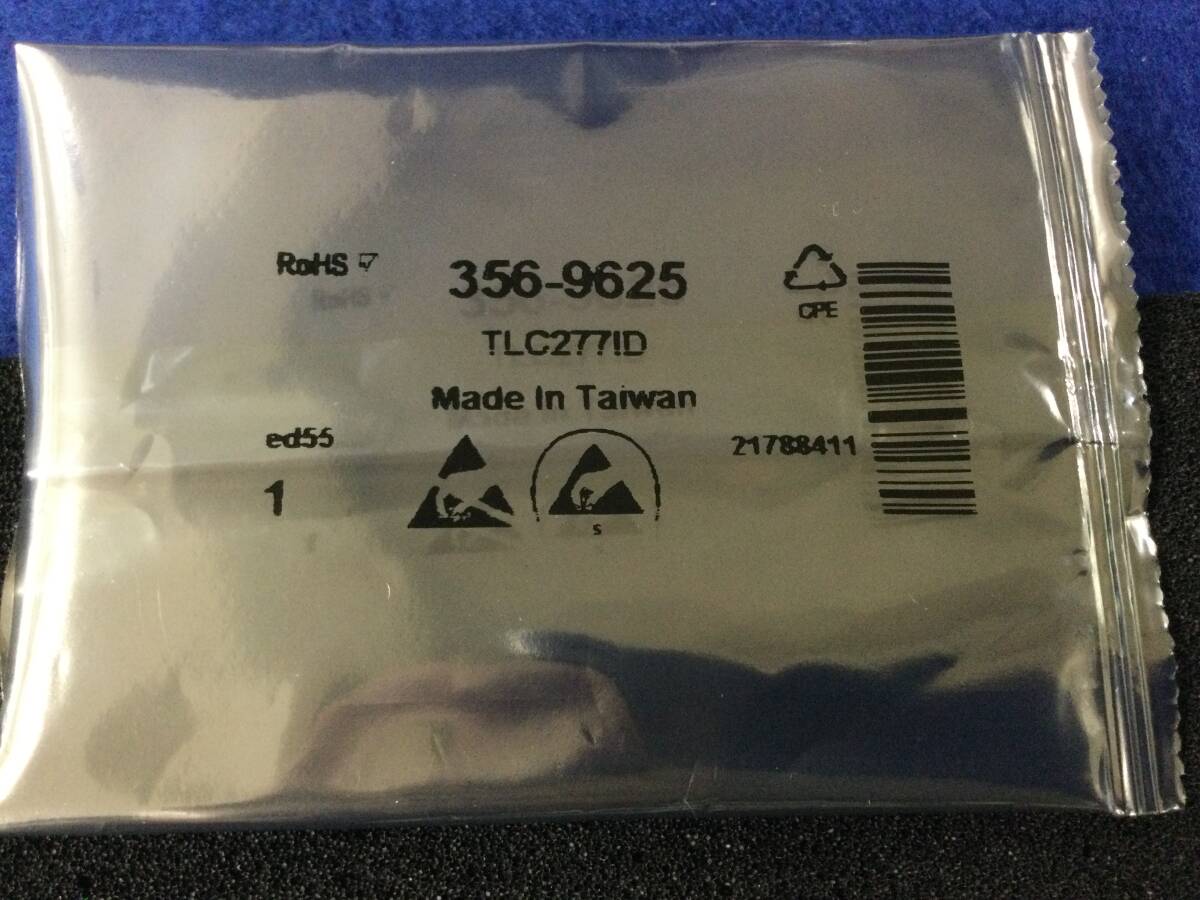 RoHS
356-9625
CPE
TLC277ID
Made In Taiwan
ed55
21788411
1
S